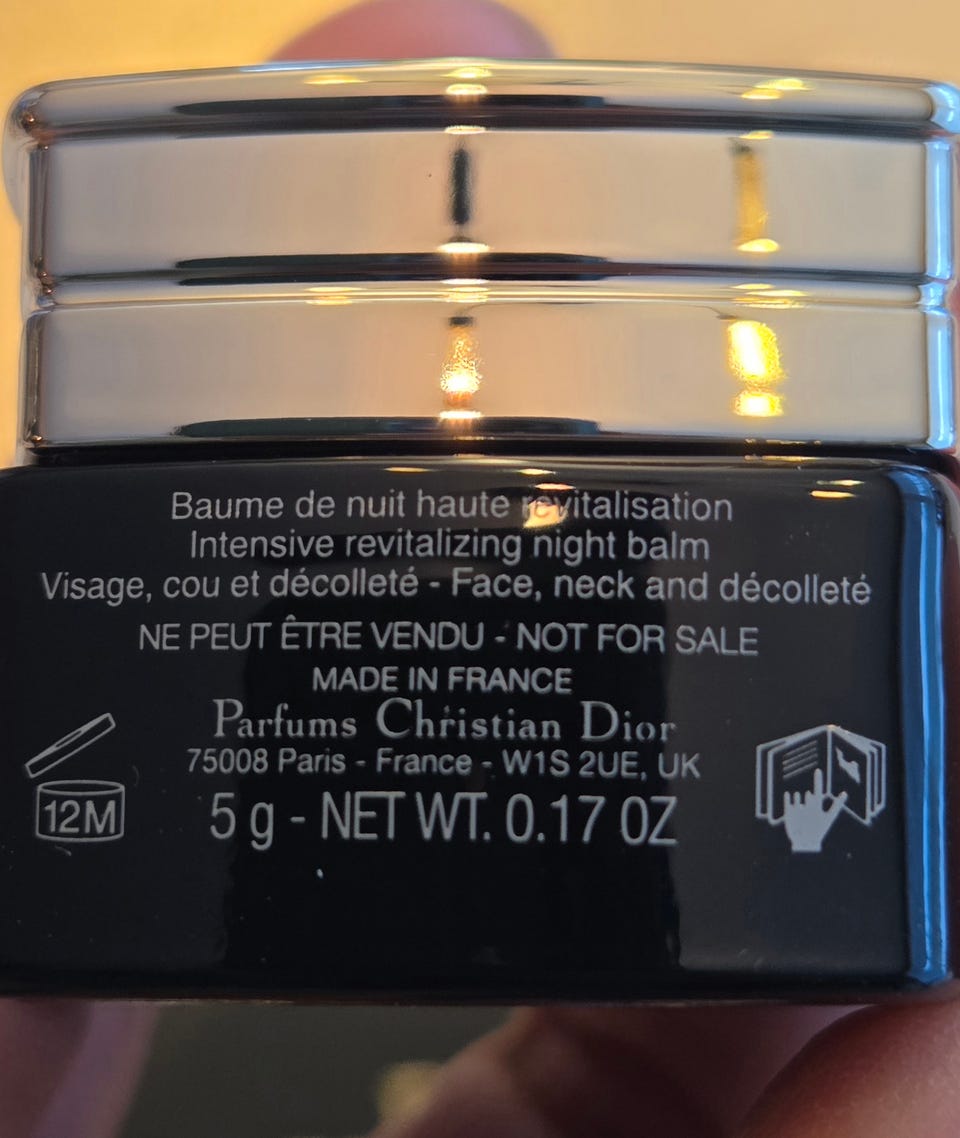 Baume de nuit haute revitalisation
Intensive revitalizing night balm
Visage, cou et décolleté - Face, neck and décolleté
NE PEUT ÊTRE VENDU - NOT FOR SALE
MADE IN FRANCE
Parfums Christian Dior
75008 Paris - France - W1S 2UE, UK
12M
5 g - NET WT. 0.17 OZ